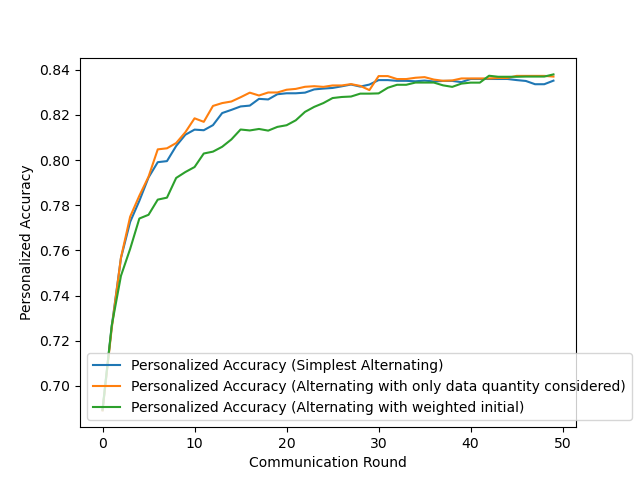 0.84
0.82
0.80
0.78
0.76
0.74
0.72
0.70
Personalized Accuracy
Personalized Accuracy (Simplest Alternating)
Personalized Accuracy (Alternating with only data quantity considered)
Personalized Accuracy (Alternating with weighted initial)
0 10 20 30 40 50
Communication Round